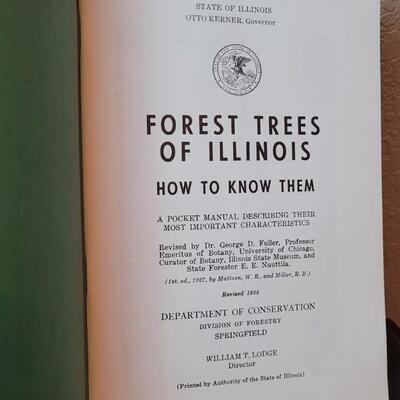 STATE OF ILLINOIS
OTTO KERNER, Governor
FOREST TREES
OF ILLINOIS
HOW TO KNOW THEM
A POCKET MANUAL DESCRIBING THEIR
MOST IMPORTANT CHARACTERISTICS
Revised by Dr. George D. Fuller, Professor
Emeritus of Botany, University of Chicago,
Curator of Botany, Illinois State Museum, and
State Forester E. E. Nuuttila.
(1st. ed., 1927, by Mattoon, W. R., and Miller, R. B.)
Revised 1955
DEPARTMENT OF CONSERVATION
DIVISION OF FORESTRY
SPRINGFIELD
WILLIAM T. LODGE
Director
(Printed by Authority of the State of Illinois)